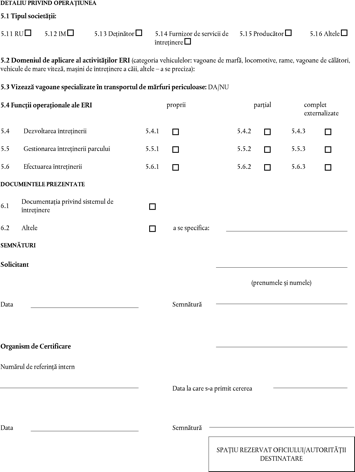 DETALIU PRIVIND OPERAȚIUNEA
5.1 Tipul societății:
5.11 RU 5.12 IM 5.13 Deținător 5.14 Furnizor de servicii de întreținere 5.15 Producător 5.16 Altele
5.2 Domeniul de aplicare al activităților ERI (categoria vehiculelor: vagoane de marfă, locomotive, rame, vagoane de călători,
vehicule de mare viteză, mașini de întreținere a căii, altele – a se preciza):
5.3 Vizează vagoane specializate în transportul de mărfuri periculoase: DA/NU
5.4 Funcții operaționale ale ERI proprii parțial complet externalizate
5.4 Dezvoltarea întreținerii 5.4.1 5.4.2 5.4.3
5.5 Gestionarea întreținerii parcului 5.5.1 5.5.2 5.5.3
5.6 Efectuarea întreținerii 5.6.1 5.6.2 5.6.3
DOCUMENTELE PREZENTATE
6.1 Documentația privind sistemul de
întreținere
6.2 Altele a se specifica:
SEMNĂTURI
Solicitant
(prenumele și numele)
Data Semnătură
Organism de Certificare
Numărul de referință intern
Data la care s-a primit cererea
Data Semnătură
SPAȚIU REZERVAT OFICIULUI/AUTORITĂȚII
DESTINATARE